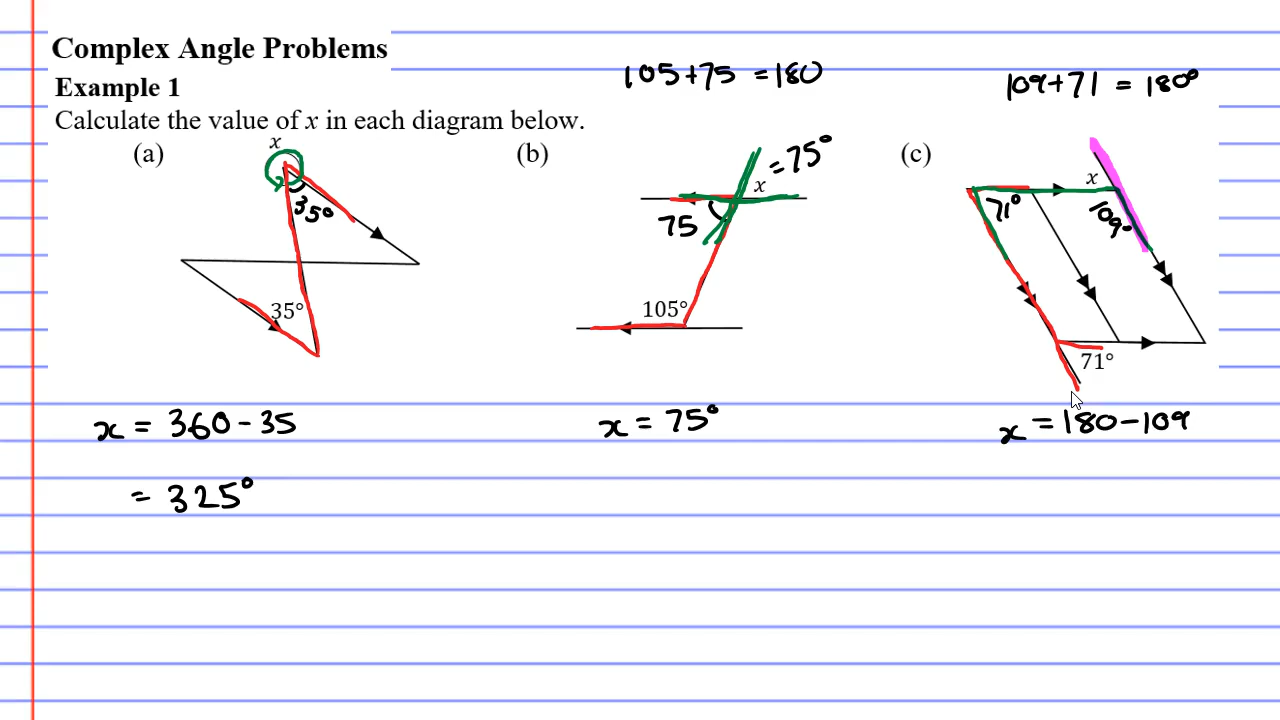 Complex Angle Problems
105+75 = 180
109+71 = 180°
Example 1
Calculate the value of x in each diagram below.
(a)
x
35°
35°
(b)
= 75°
x
75
105°
(c)
x
71°
109°
71°
x = 360 - 35
= 325°
x = 75°
x = 180 - 109